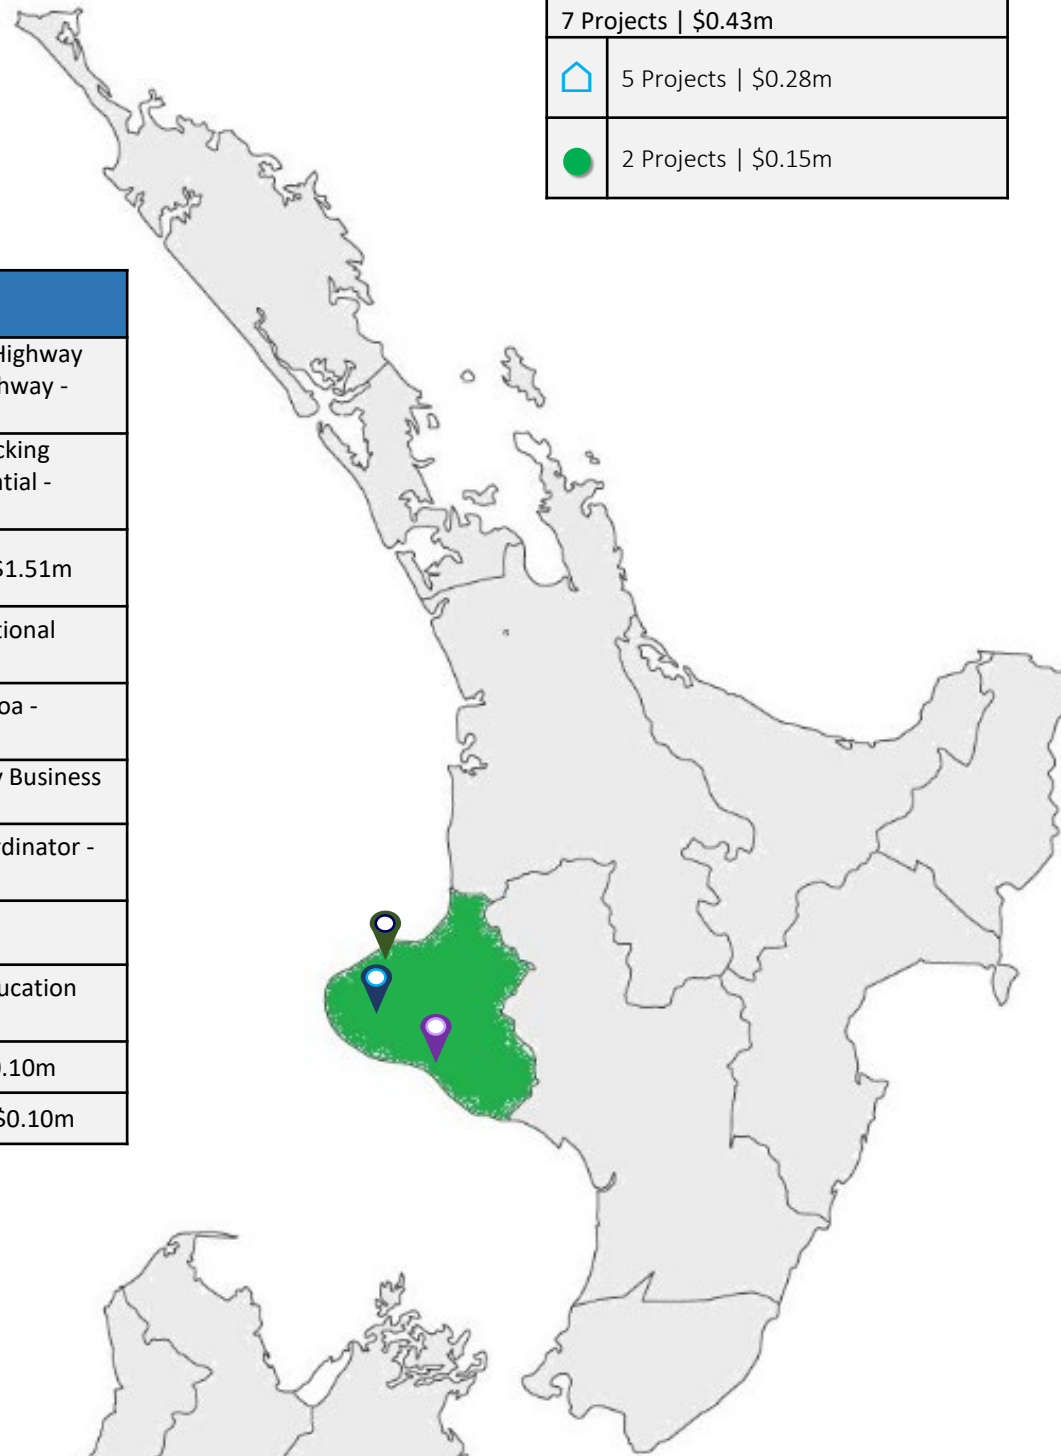 7 Projects | $0.43m
5 Projects | $0.28m
2 Projects | $0.15m
Highway
hway -
cking
tial -
$1.51m
tional
oa -
Business
dinator -
ucation
.10m
$0.10m